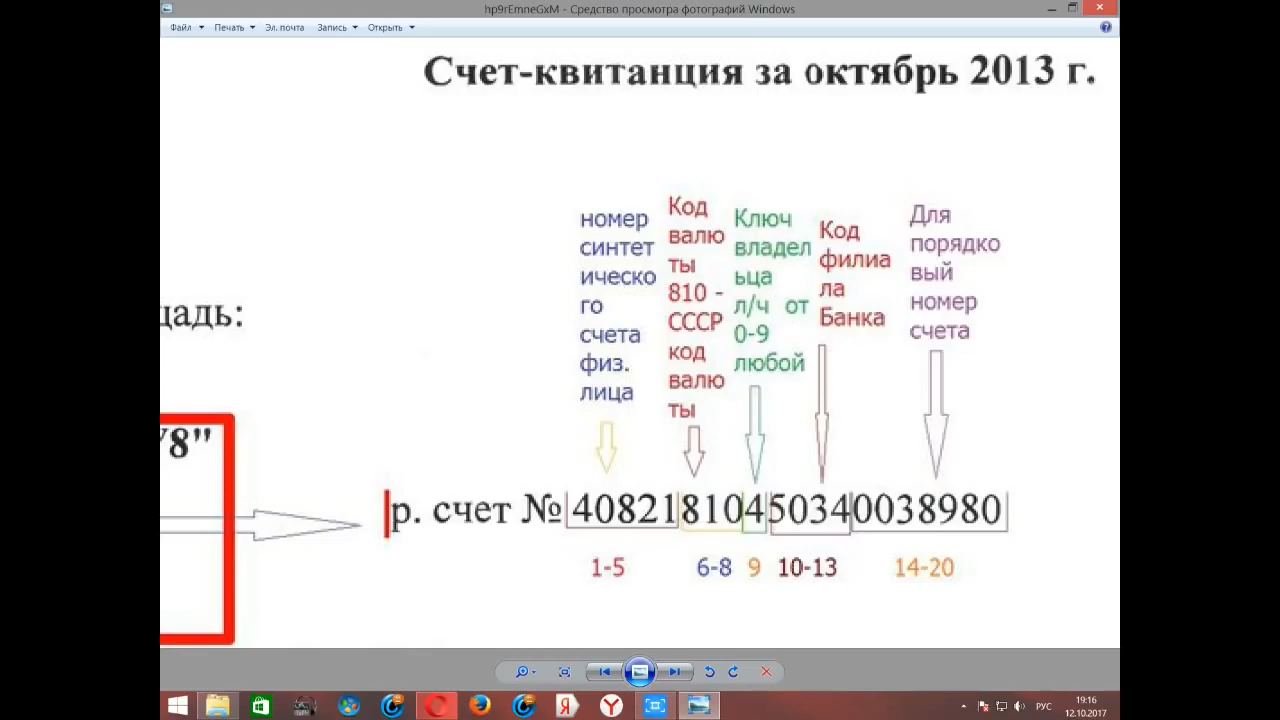 hp9rEmneGxM - Средство просмотра фотографий Windows
Файл Печать Эл. почта Запись Открыть
Счет-квитанция за октябрь 2013 г.
номер
синтет
ическо
го
счета
физ.
лица
Код
валю
ты
810 -
СССР
код
валю
ты
Ключ
владел
ьца
л/ч от
0-9
любой
Код
филиа
ла
Банка
Для
порядко
вый
номер
счета
щадь:
8"
р. счет № 40821810450340038980
1-5 6-8 9 10-13 14-20
РУС
19:16
12.10.2017